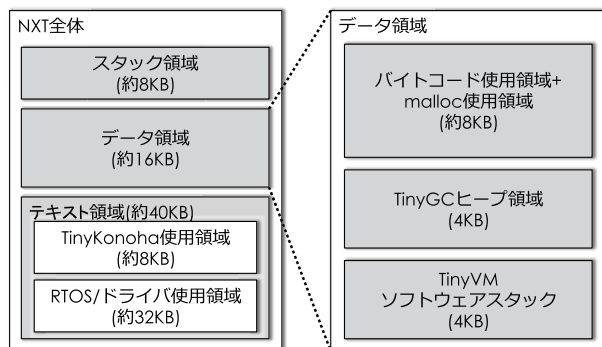 NXT全体
スタック領域
(約8KB)
データ領域
(約16KB)
テキスト領域(約40KB)
TinyKonoha使用領域
(約8KB)
RTOS/ドライバ使用領域
(約32KB)
データ領域
バイトコード使用領域+
malloc使用領域
(約8KB)
TinyGCヒープ領域
(4KB)
TinyVM
ソフトウェアスタック
(4KB)